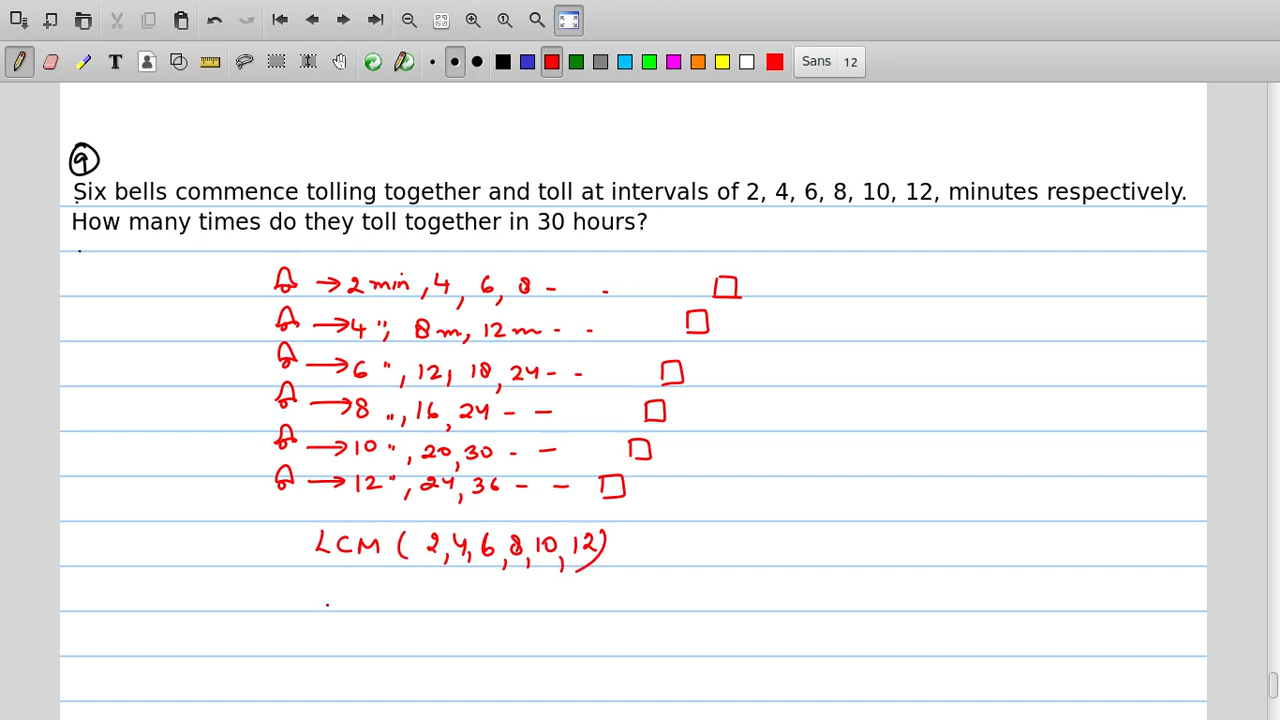 Sans 12
9
Six bells commence tolling together and toll at intervals of 2, 4, 6, 8, 10, 12, minutes respectively.
How many times do they toll together in 30 hours?
→ 2 min , 4 , 6 , 8 - -
→ 4 " , 8 m , 12 m - -
→ 6 " , 12 , 18 , 24 - -
→ 8 " , 16 , 24 - -
→ 10 " , 20 , 30 - -
→ 12 " , 24 , 36 - -
LCM ( 2 , 4 , 6 , 8 , 10 , 12 )